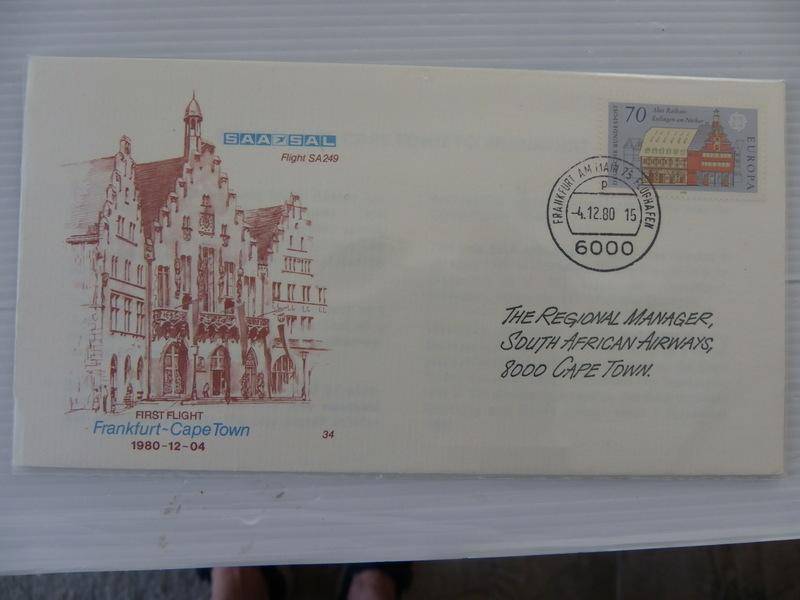 SAA SAL
Flight SA249
70
Altes Rathaus
Esslingen am Neckar
BUNDESPOST
EUROPA
FRANKFURT AM MAIN 75 FLUGHAFEN
p
-4.12.80 15
6000
THE REGIONAL MANAGER,
SOUTH AFRICAN AIRWAYS,
8000 CAPE TOWN.
FIRST FLIGHT
Frankfurt-Cape Town
1980-12-04
34